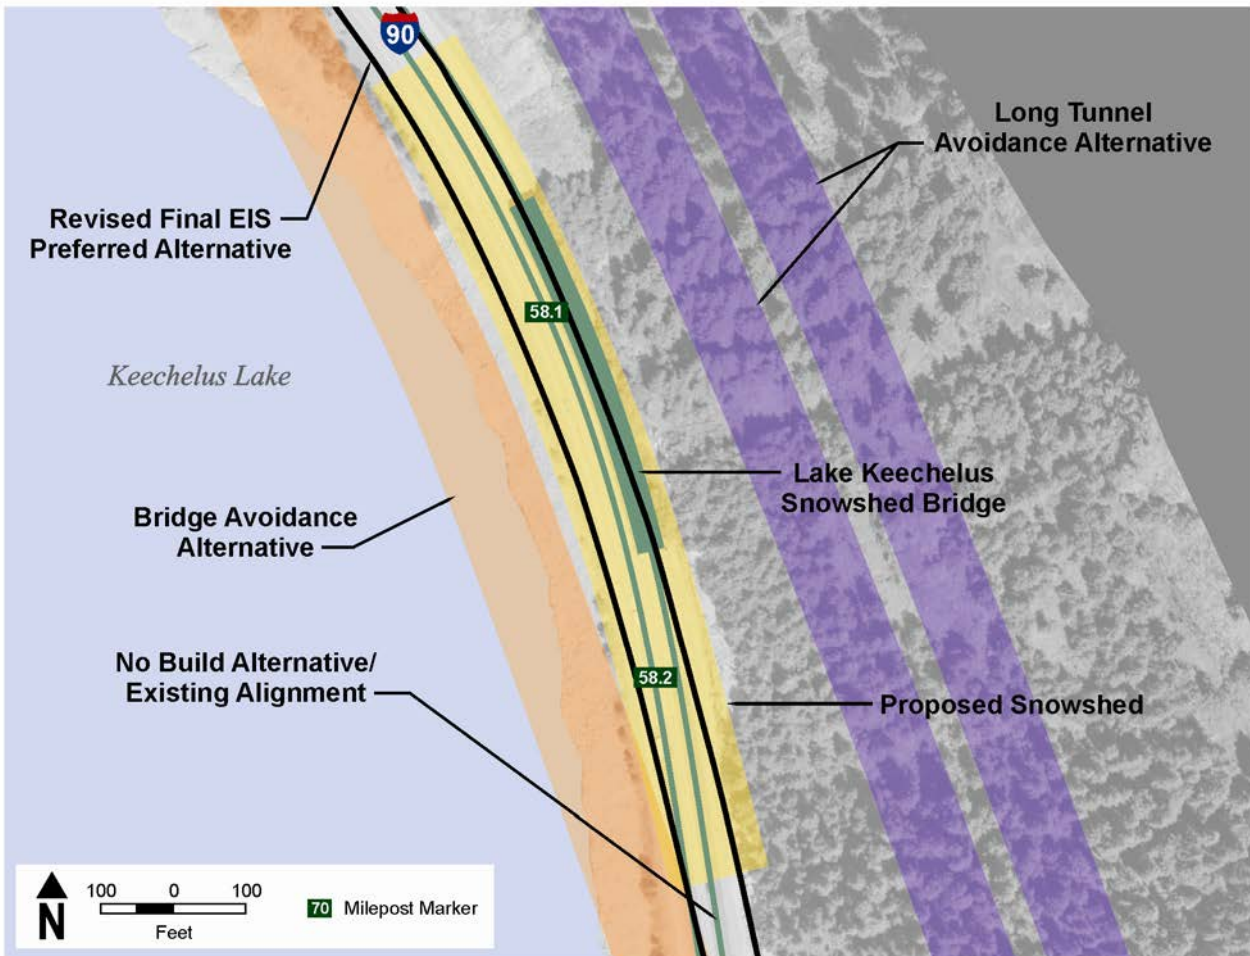 90
Long Tunnel
Avoidance Alternative
Revised Final EIS
Preferred Alternative
58.1
Keechelus Lake
Lake Keechelus
Snowshed Bridge
Bridge Avoidance
Alternative
No Build Alternative/
Existing Alignment
58.2
Proposed Snowshed
100 0 100
Feet
N
70 Milepost Marker